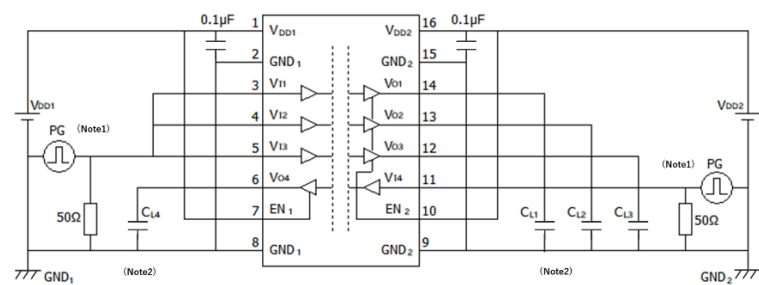 0.1μF 1 16 0.1μF
VDD1 VDD2
2 15
GND1 GND2
VI1 VO1
3 14
VDD1 VI2 VO2 VDD2
4 13
PG (Note1) VI3 VO3
5 12 (Note1) PG
VO4 VI4
6 11
50Ω CL4 EN1 EN2 CL1 CL2 CL3 50Ω
7 10
GND1 GND2
8 9
GND1 (Note2) (Note2) GND2